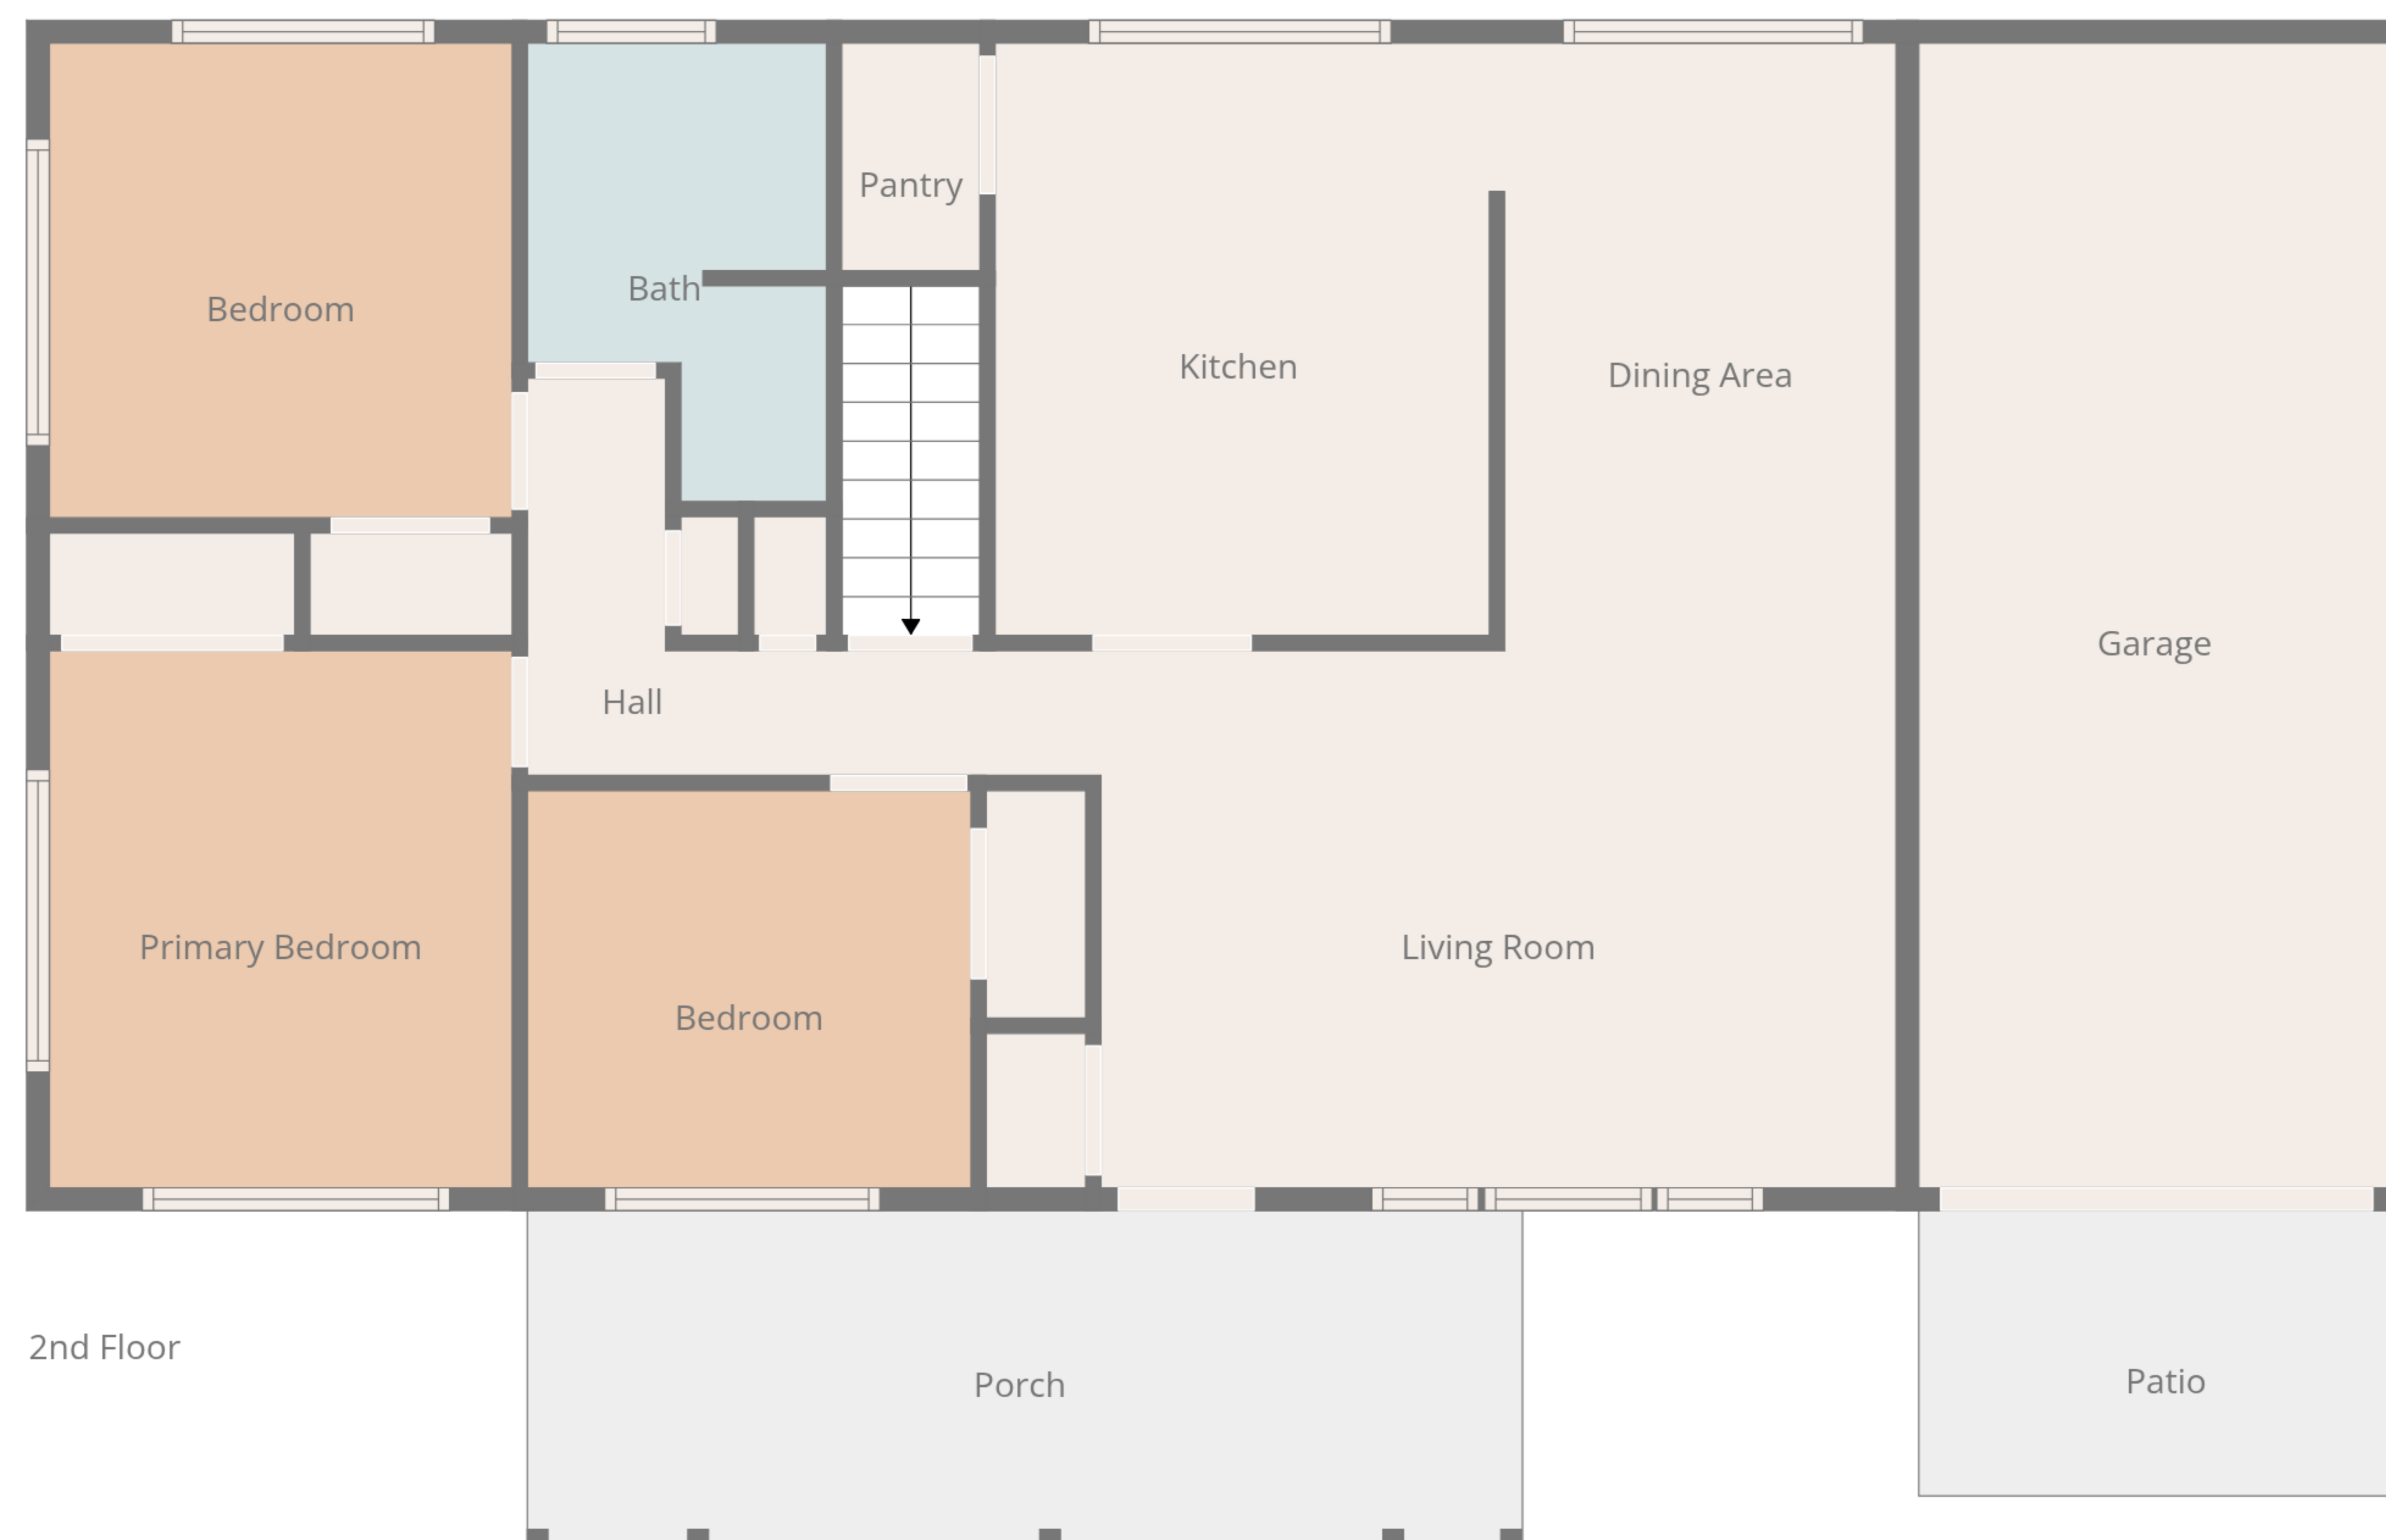 Pantry
Bath
Bedroom
Kitchen
Dining Area
Garage
Hall
Primary Bedroom
Living Room
Bedroom
2nd Floor
Porch
Patio